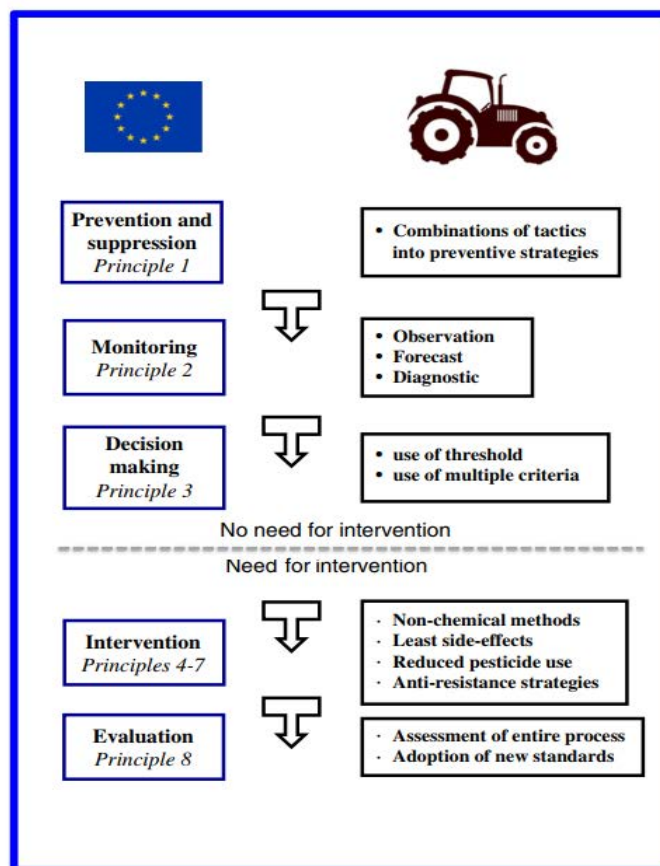 Prevention and
suppression
Principle 1
• Combinations of tactics
into preventive strategies
Monitoring
Principle 2
• Observation
• Forecast
• Diagnostic
Decision
making
Principle 3
• use of threshold
• use of multiple criteria
No need for intervention
Need for intervention
Intervention
Principles 4-7
· Non-chemical methods
· Least side-effects
· Reduced pesticide use
· Anti-resistance strategies
Evaluation
Principle 8
· Assessment of entire process
· Adoption of new standards